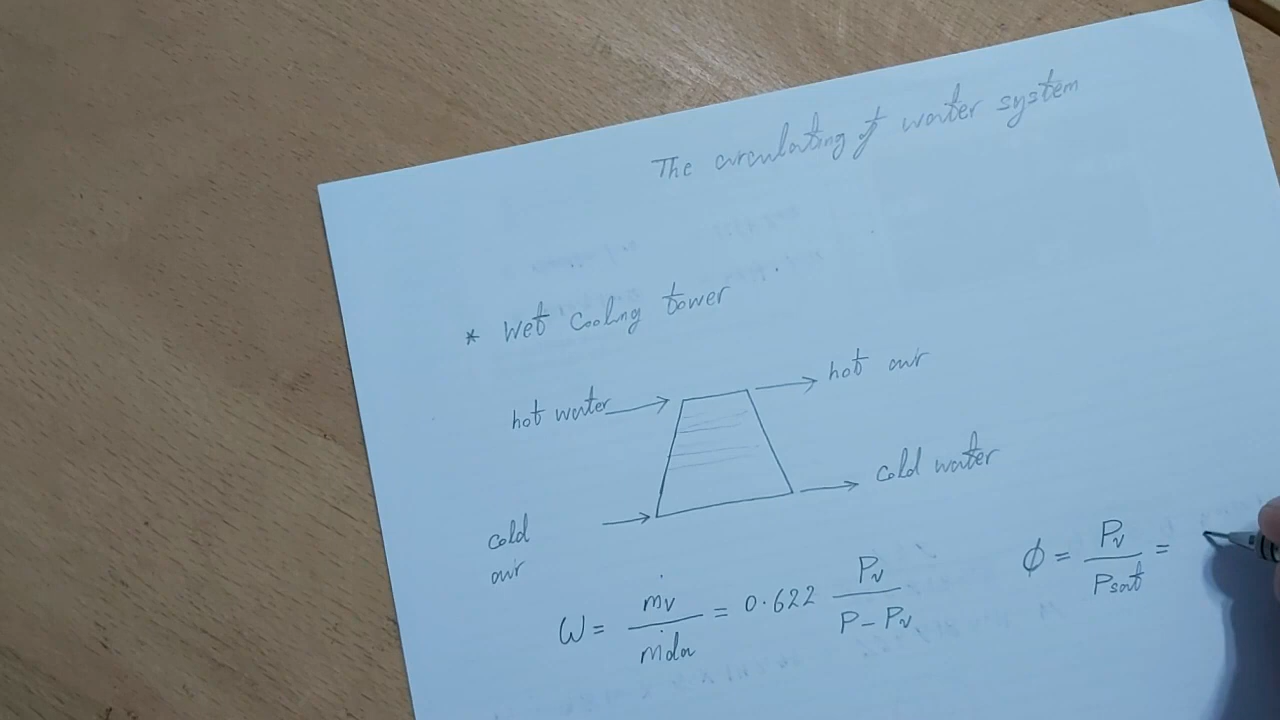 The circulating of water system
* Wet Cooling tower
hot water
hot air
cold water
cold
air
ω = ṁv / ṁda = 0.622 Pv / P - Pv
φ = Pv / Psat =